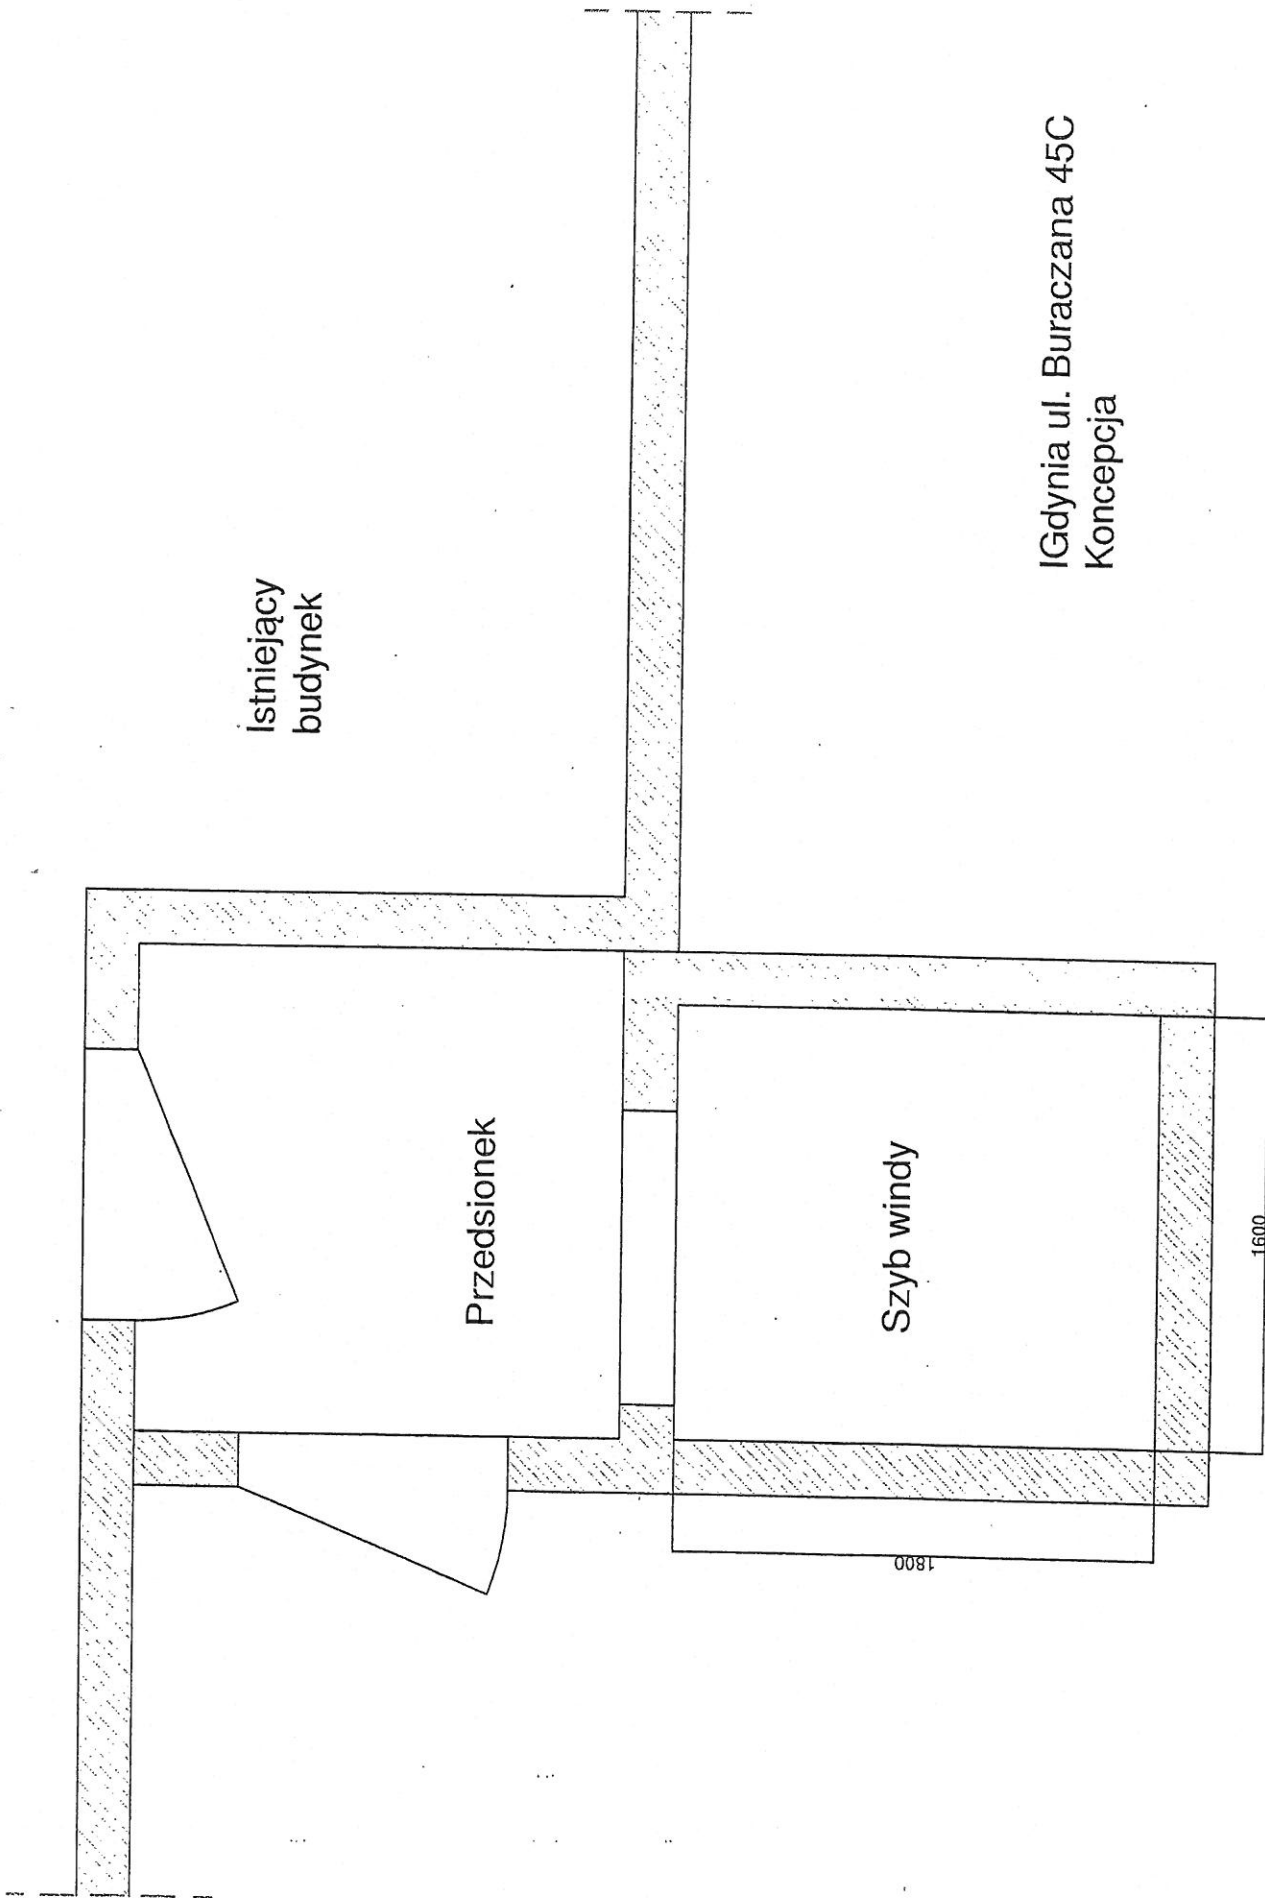 Istniejący
budynek
Przedsionek
Szyb windy
1800
1600
IGdynia ul. Buraczana 45C
Koncepcja